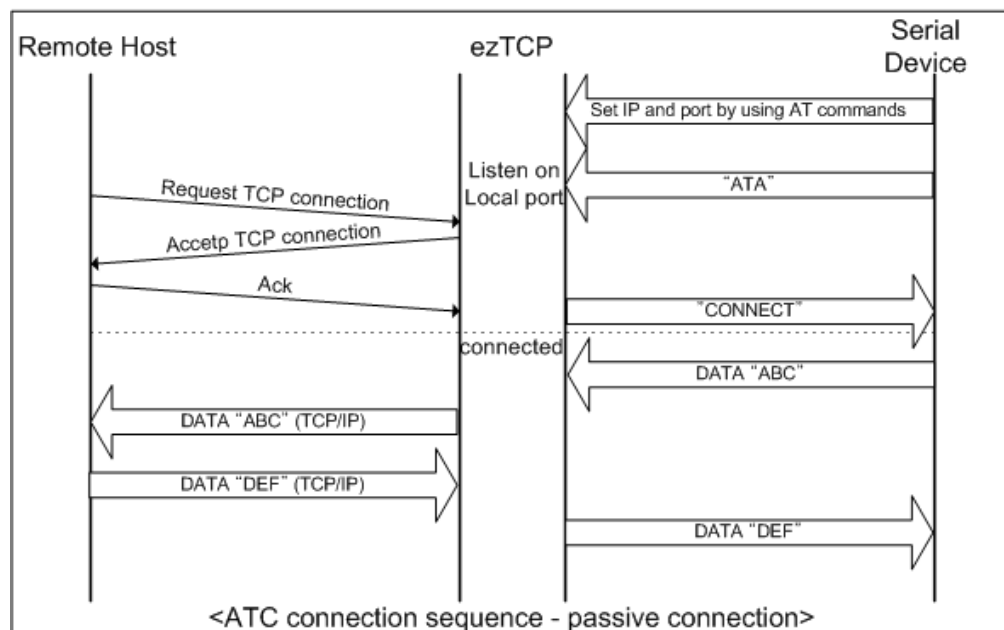 Remote Host
ezTCP
Serial
Device
Set IP and port by using AT commands
Listen on
Local port
"ATA"
Request TCP connection
Accetp TCP connection
Ack
"CONNECT"
connected
DATA "ABC"
DATA "ABC" (TCP/IP)
DATA "DEF" (TCP/IP)
DATA "DEF"
<ATC connection sequence - passive connection>